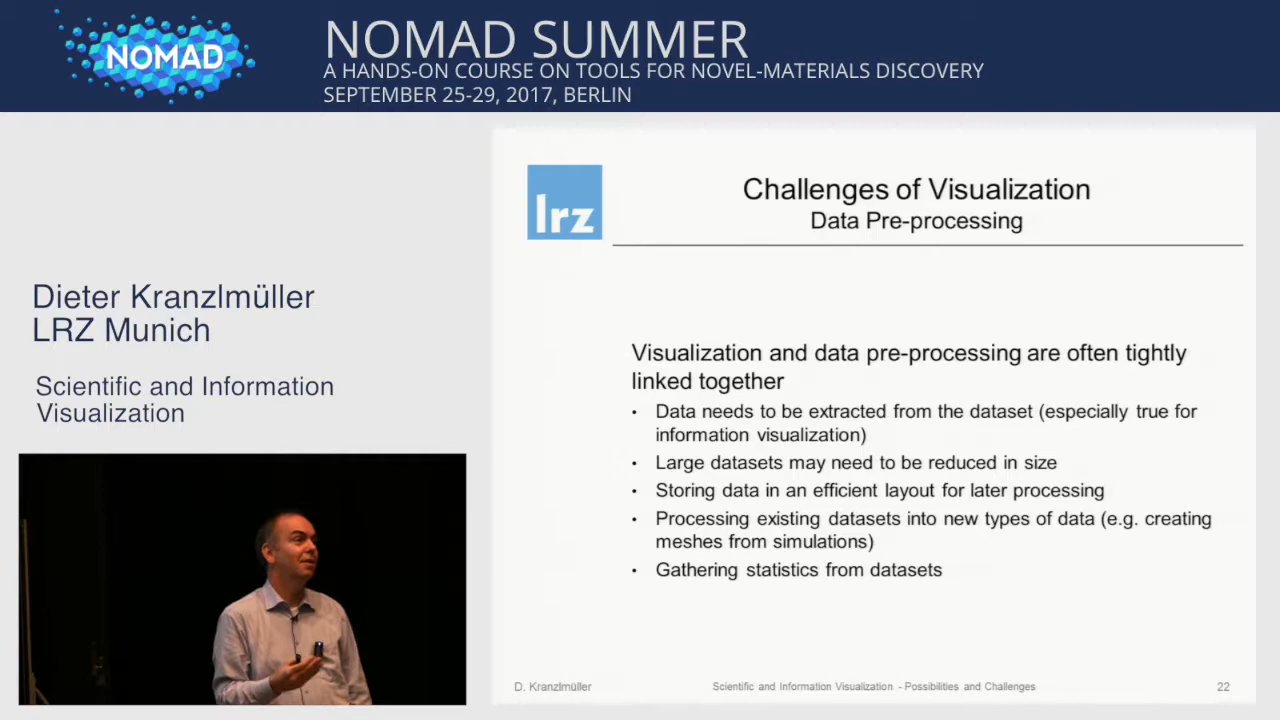 NOMAD
NOMAD SUMMER
A HANDS-ON COURSE ON TOOLS FOR NOVEL-MATERIALS DISCOVERY
SEPTEMBER 25-29, 2017, BERLIN
Dieter Kranzlmüller
LRZ Munich
Scientific and Information
Visualization
lrz
Challenges of Visualization
Data Pre-processing
Visualization and data pre-processing are often tightly
linked together
• Data needs to be extracted from the dataset (especially true for
information visualization)
• Large datasets may need to be reduced in size
• Storing data in an efficient layout for later processing
• Processing existing datasets into new types of data (e.g. creating
meshes from simulations)
• Gathering statistics from datasets
D. Kranzlmüller
Scientific and Information Visualization - Possibilities and Challenges
22